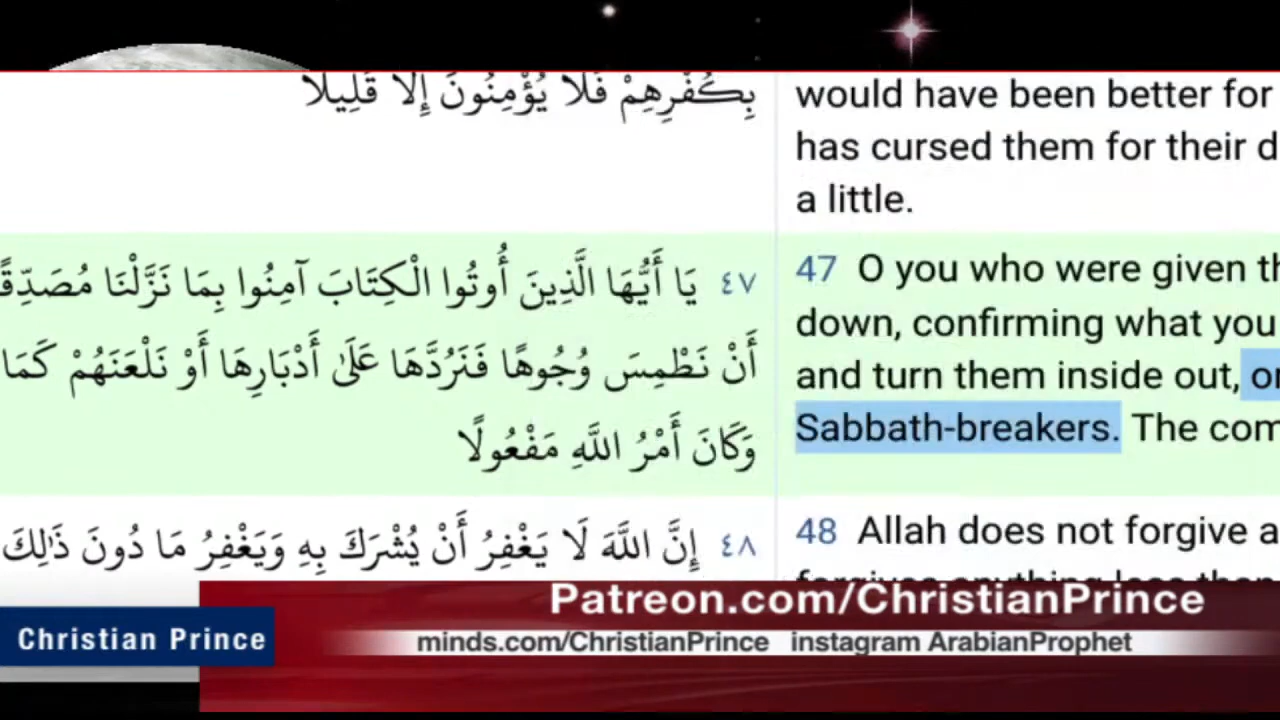 بِكُفْرِهِمْ فَلَا يُؤْمِنُونَ إِلَّا قَلِيلًا
٤٧ يَا أَيُّهَا الَّذِينَ أُوتُوا الْكِتَابَ آمِنُوا بِمَا نَزَّلْنَا مُصَدِّقًا
أَنْ نَطْمِسَ وُجُوهًا فَنَرُدَّهَا عَلَىٰ أَدْبَارِهَا أَوْ نَلْعَنَهُمْ كَمَا
وَكَانَ أَمْرُ اللَّهِ مَفْعُولًا
٤٨ إِنَّ اللَّهَ لَا يَغْفِرُ أَنْ يُشْرَكَ بِهِ وَيَغْفِرُ مَا دُونَ ذَٰلِكَ
would have been better for
has cursed them for their d
a little.
47 O you who were given th
down, confirming what you
and turn them inside out, or
Sabbath-breakers. The com
48 Allah does not forgive a
Patreon.com/ChristianPrince
Christian Prince
minds.com/ChristianPrince instagram ArabianProphet